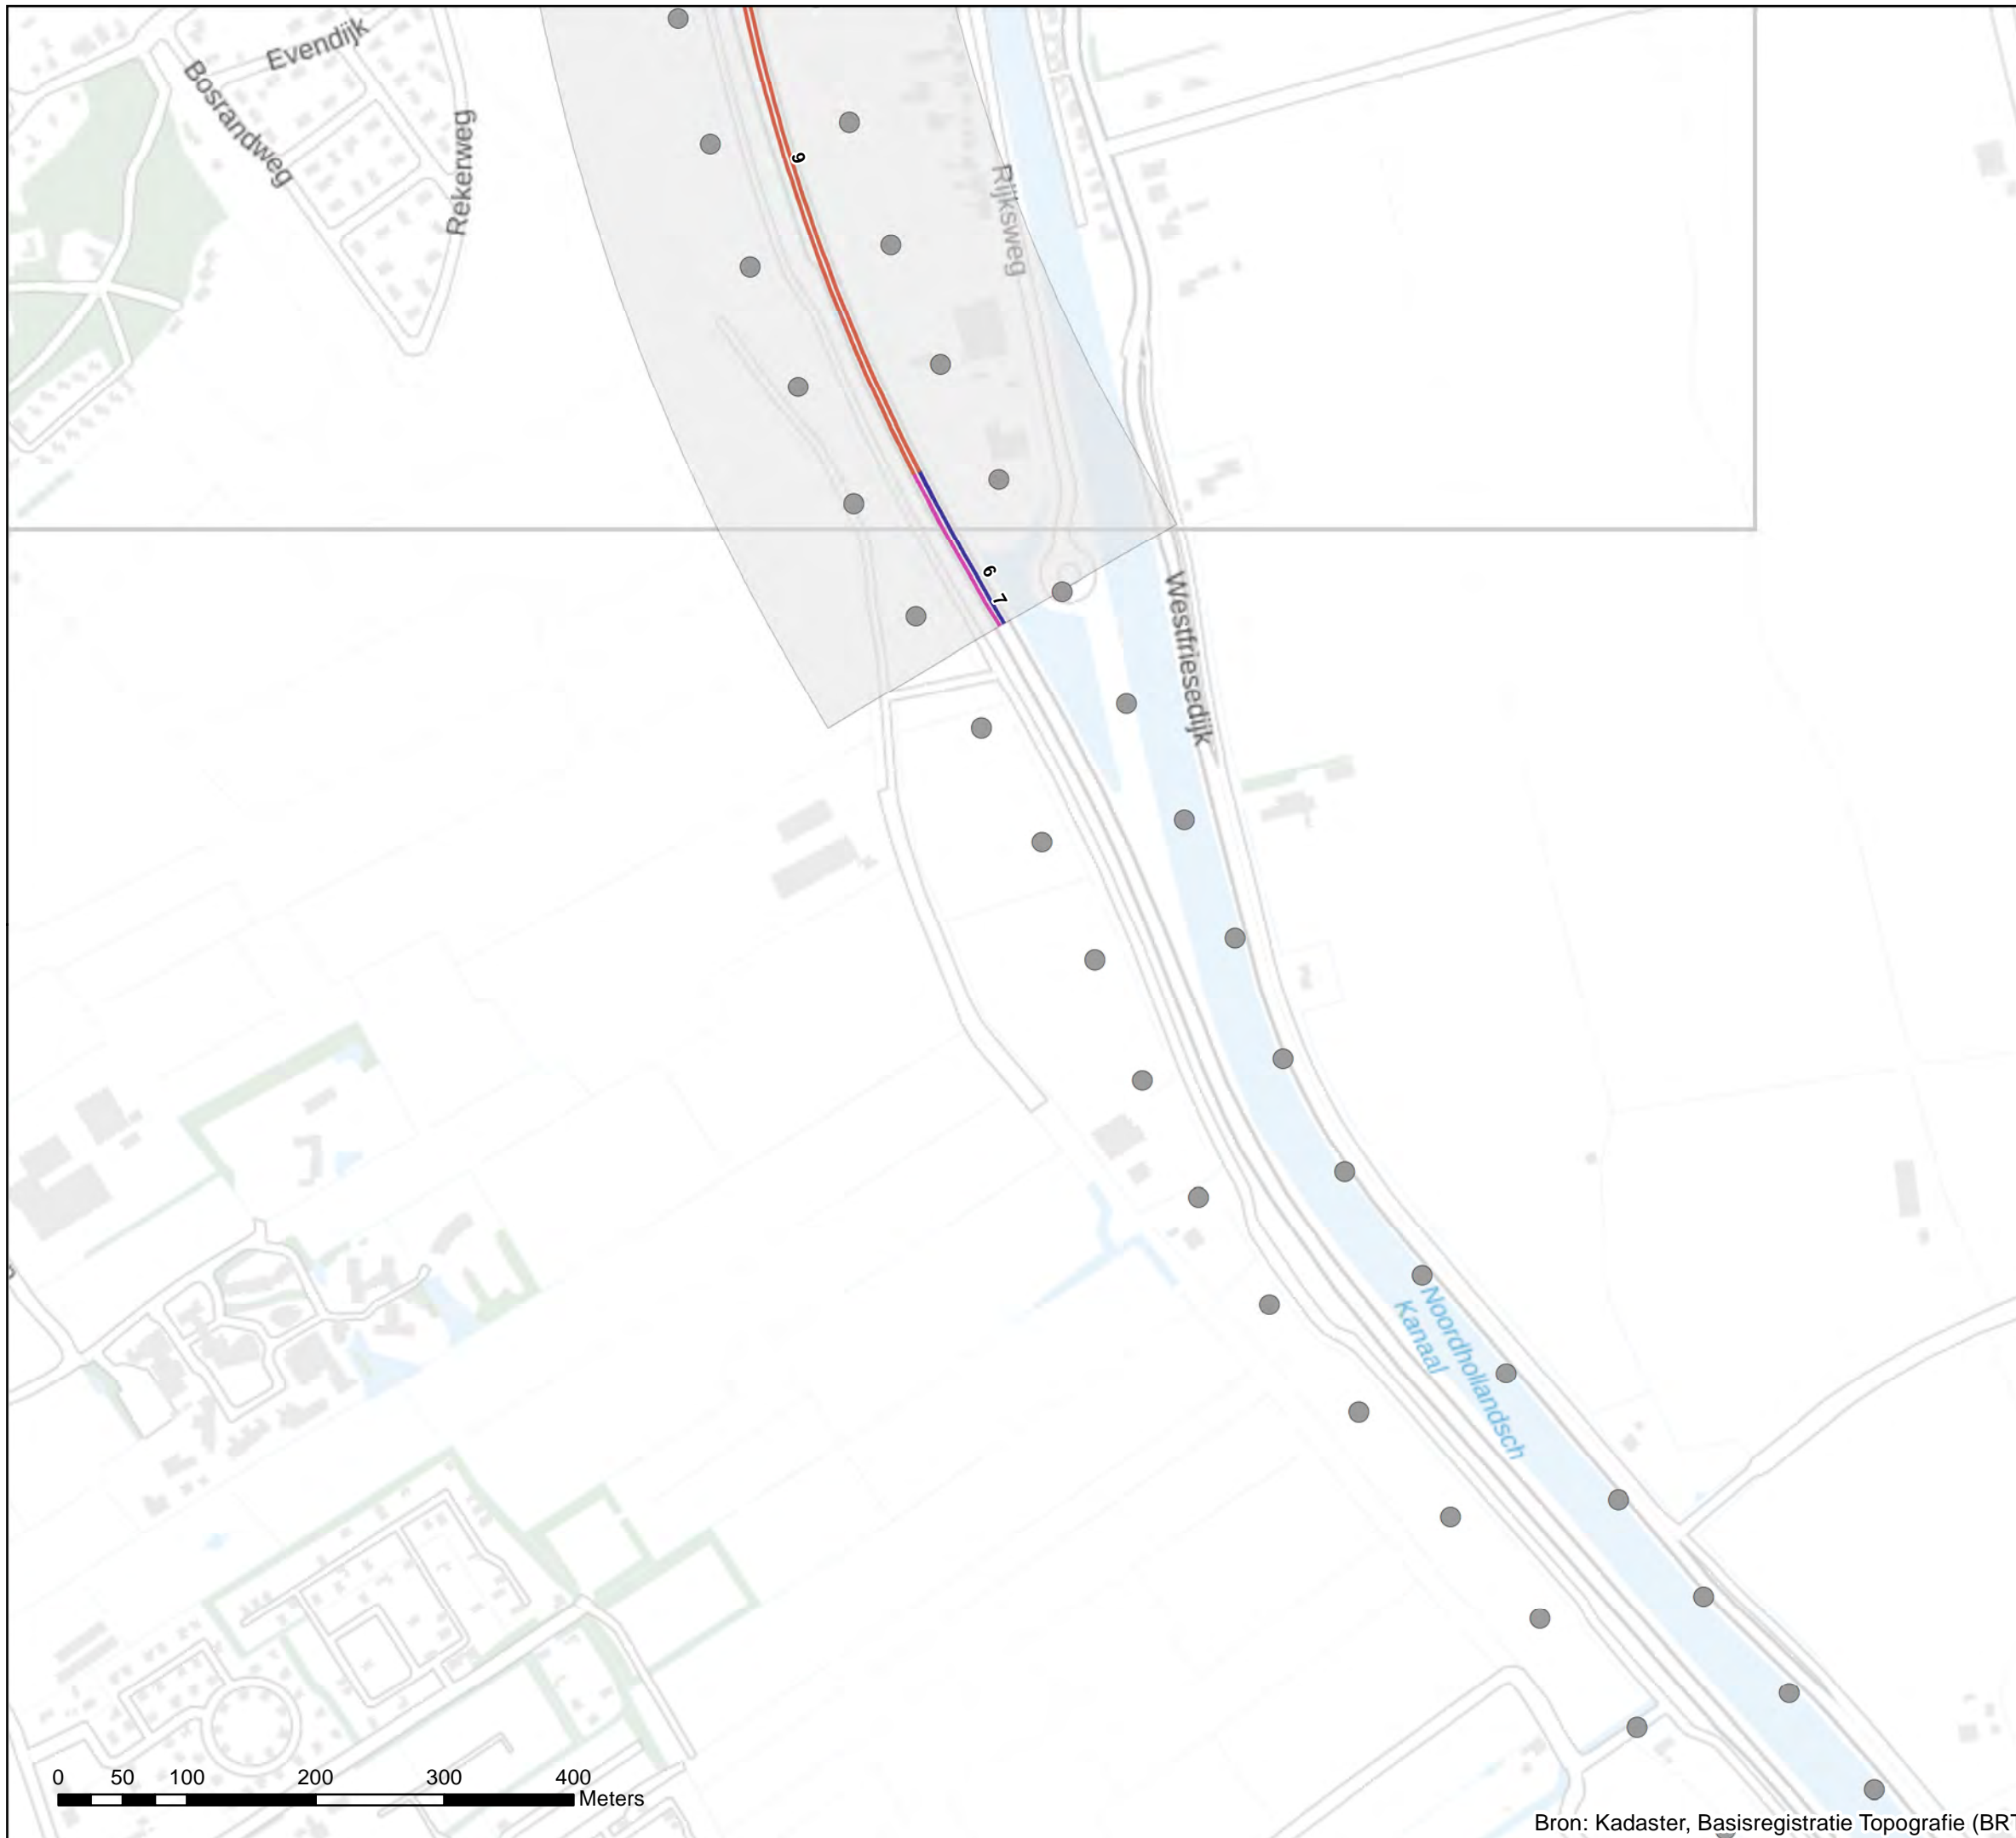 Evendijk
Bosrandweg
Rekerweg
9
Rijksweg
6
7
Westfriesedijk
Noordhollandsch
Kanaal
0 50 100 200 300 400
Meters
Bron: Kadaster, Basisregistratie Topografie (BRT